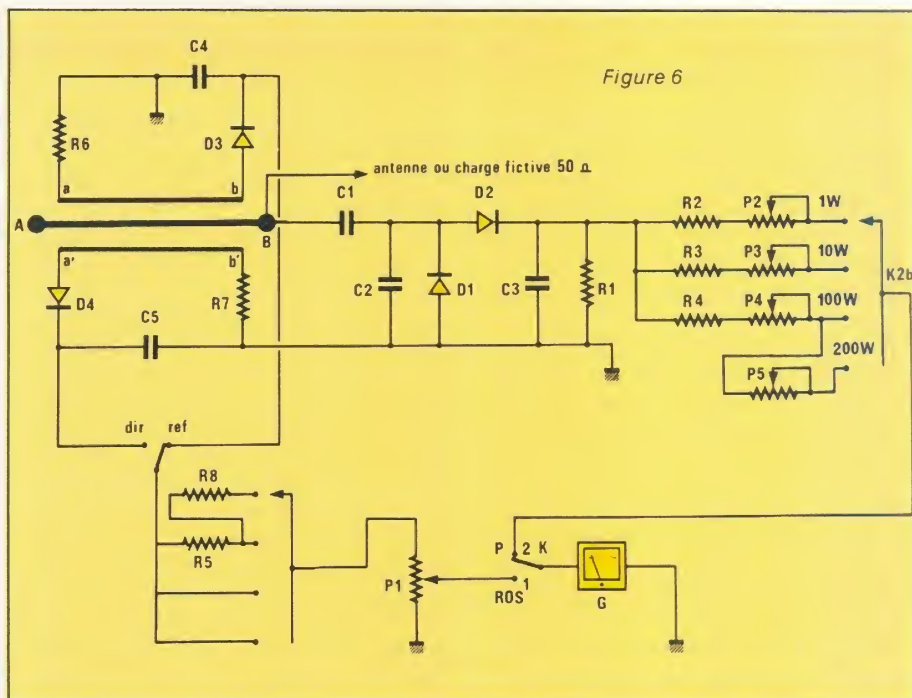 Figure 6
C4
R6
D3
a
b
antenne ou charge fictive 50 Ω
A
B
C1
D2
R2
P2
1W
K2b
a'
b'
D4
R7
C2
D1
C3
R1
R3
P3
10W
C5
R4
P4
100W
P5
200W
dir
ref
R8
R5
P1
P
2
K
1
ROS
G